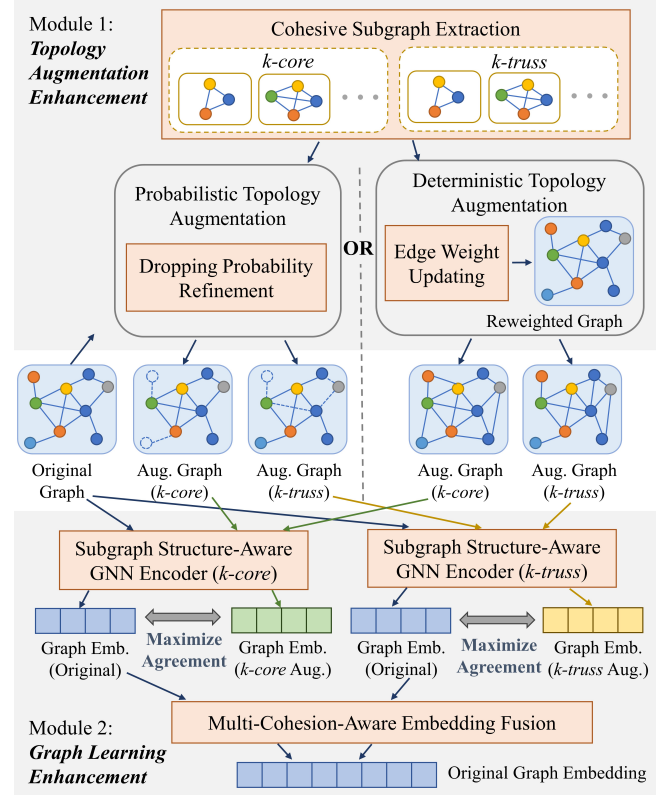 Module 1:
Topology
Augmentation
Enhancement
Cohesive Subgraph Extraction
k-core
k-truss
Probabilistic Topology
Augmentation
Dropping Probability
Refinement
OR
Deterministic Topology
Augmentation
Edge Weight
Updating
Reweighted Graph
Original
Graph
Aug. Graph
(k-core)
Aug. Graph
(k-truss)
Aug. Graph
(k-core)
Aug. Graph
(k-truss)
Subgraph Structure-Aware
GNN Encoder (k-core)
Subgraph Structure-Aware
GNN Encoder (k-truss)
Graph Emb.
(Original)
Maximize
Agreement
Graph Emb.
(k-core Aug.)
Graph Emb.
(Original)
Maximize
Agreement
Graph Emb.
(k-truss Aug.)
Multi-Cohesion-Aware Embedding Fusion
Module 2:
Graph Learning
Enhancement
Original Graph Embedding